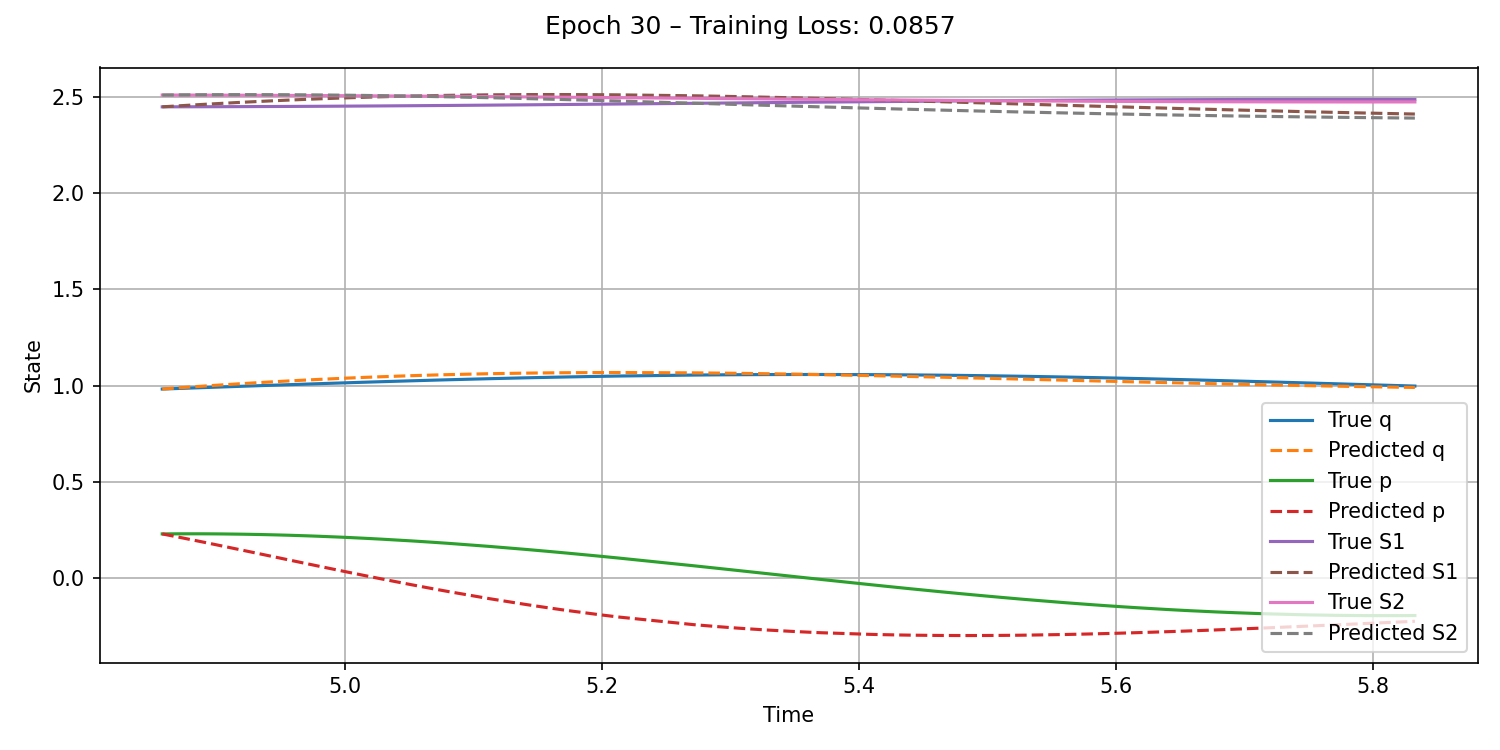 Epoch 30 – Training Loss: 0.0857
2.5
2.0
1.5
1.0
0.5
0.0
State
True q
Predicted q
True p
Predicted p
True S1
Predicted S1
True S2
Predicted S2
5.0 5.2 5.4 5.6 5.8
Time